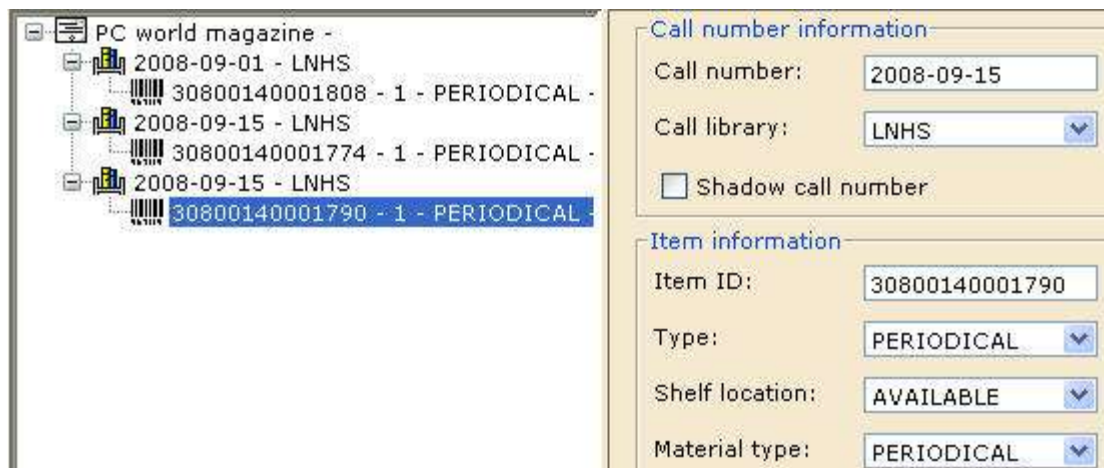 PC world magazine -
2008-09-01 - LNHS
30800140001808 - 1 - PERIODICAL -
2008-09-15 - LNHS
30800140001774 - 1 - PERIODICAL -
2008-09-15 - LNHS
30800140001790 - 1 - PERIODICAL -
Call number information
Call number: 2008-09-15
Call library: LNHS
Shadow call number
Item information
Item ID: 30800140001790
Type: PERIODICAL
Shelf location: AVAILABLE
Material type: PERIODICAL